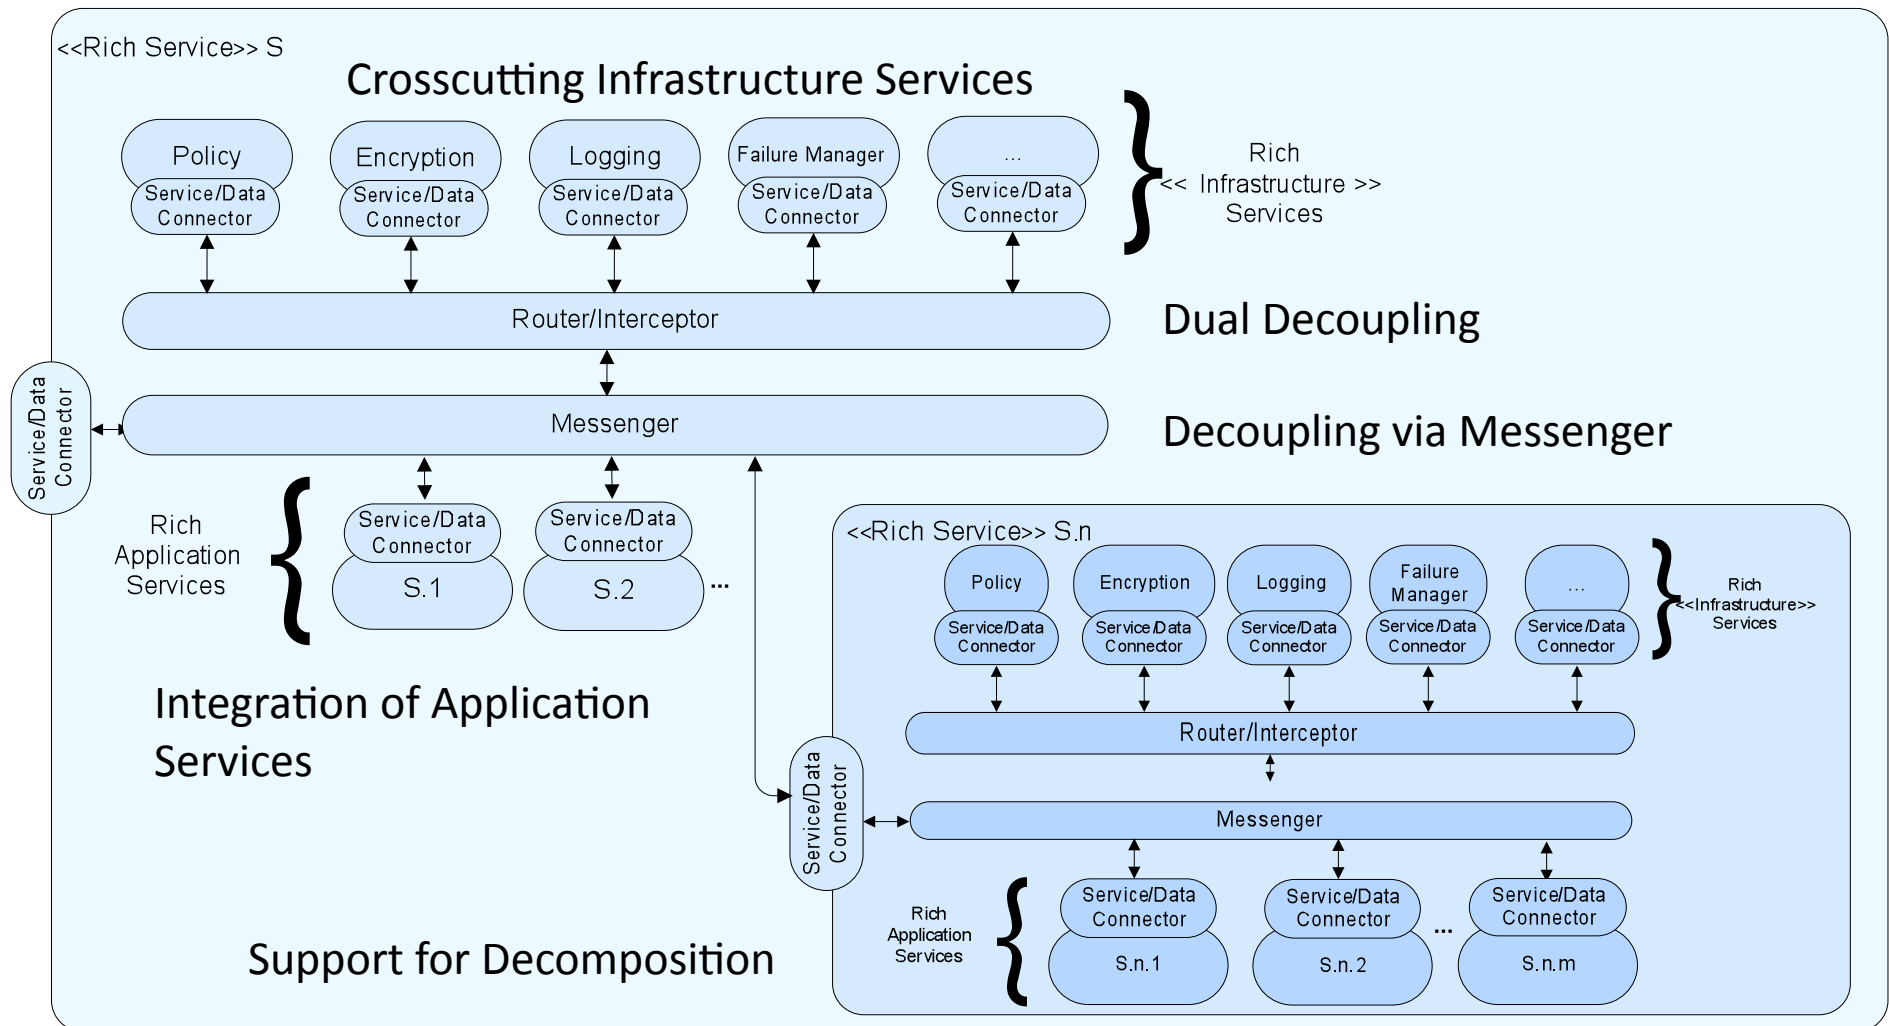 <<Rich Service>> S
Crosscutting Infrastructure Services
Policy
Service/Data
Connector
Encryption
Service/Data
Connector
Logging
Service/Data
Connector
Failure Manager
Service/Data
Connector
...
Service/Data
Connector
Rich
<< Infrastructure >>
Services
Router/Interceptor
Dual Decoupling
Service/Data
Connector
Messenger
Decoupling via Messenger
Rich
Application
Services
Service/Data
Connector
S.1
Service/Data
Connector
S.2
...
Integration of Application
Services
Support for Decomposition
<<Rich Service>> S.n
Policy
Service/Data
Connector
Encryption
Service/Data
Connector
Logging
Service/Data
Connector
Failure
Manager
Service/Data
Connector
...
Service/Data
Connector
Rich
<<Infrastructure>>
Services
Router/Interceptor
Service/Data
Connector
Messenger
Rich
Application
Services
Service/Data
Connector
S.n.1
Service/Data
Connector
S.n.2
...
Service/Data
Connector
S.n.m